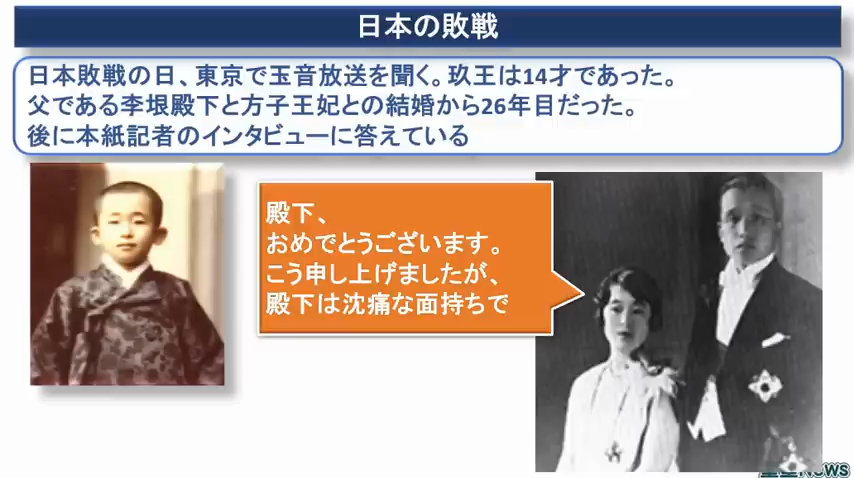 日本の敗戦
日本敗戦の日、東京で玉音放送を聞く。玖王は14才であった。
父である李垠殿下と方子王妃との結婚から26年目だった。
後に本紙記者のインタビューに答えている
殿下、
おめでとうございます。
こう申し上げましたが、
殿下は沈痛な面持ちで
NEWS